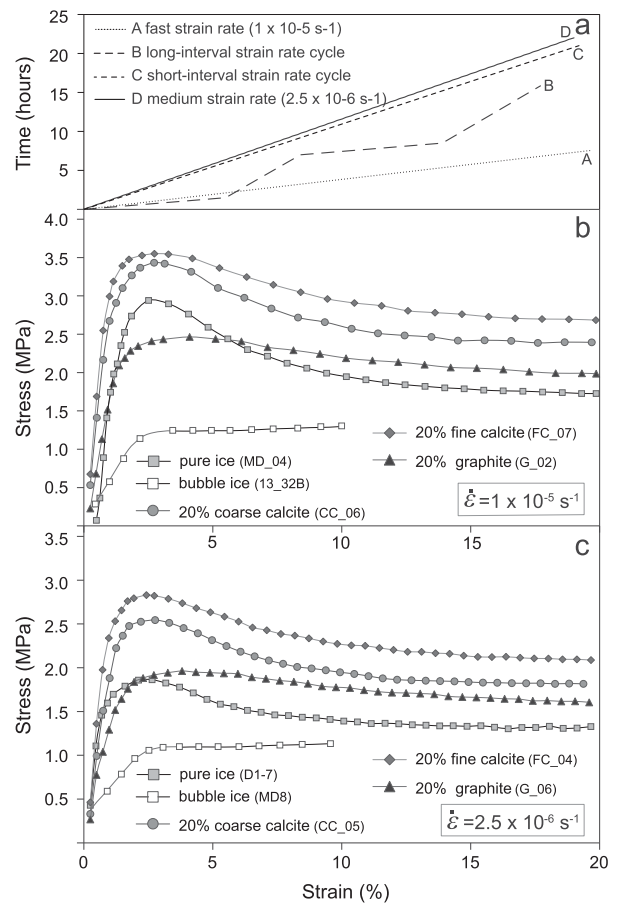 25
20
15
10
5
Time (hours)
A fast strain rate (1 x 10-5 s-1)
B long-interval strain rate cycle
C short-interval strain rate cycle
D medium strain rate (2.5 x 10-6 s-1)
D
a
C
B
A
4.0
3.5
3.0
2.5
2.0
1.5
1.0
0.5
Stress (MPa)
b
20% fine calcite (FC_07)
pure ice (MD_04)
20% graphite (G_02)
bubble ice (13_32B)
20% coarse calcite (CC_06)
ε̇ =1 x 10⁻⁵ s⁻¹
5
10
15
3.5
3.0
2.5
2.0
1.5
1.0
0.5
Stress (MPa)
c
20% fine calcite (FC_04)
pure ice (D1-7)
20% graphite (G_06)
bubble ice (MD8)
20% coarse calcite (CC_05)
ε̇ =2.5 x 10⁻⁶ s⁻¹
0
5
10
15
20
Strain (%)